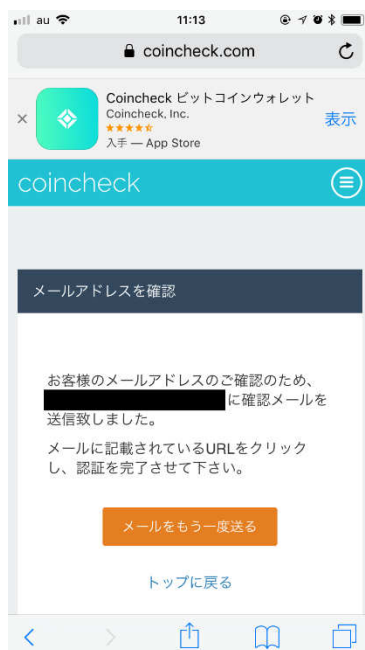 au 11:13
coincheck.com
Coincheck ビットコインウォレット
Coincheck, Inc.
入手 — App Store
表示
coincheck
メールアドレスを確認
お客様のメールアドレスのご確認のため、
に確認メールを
送信致しました。
メールに記載されているURLをクリック
し、認証を完了させて下さい。
メールをもう一度送る
トップに戻る